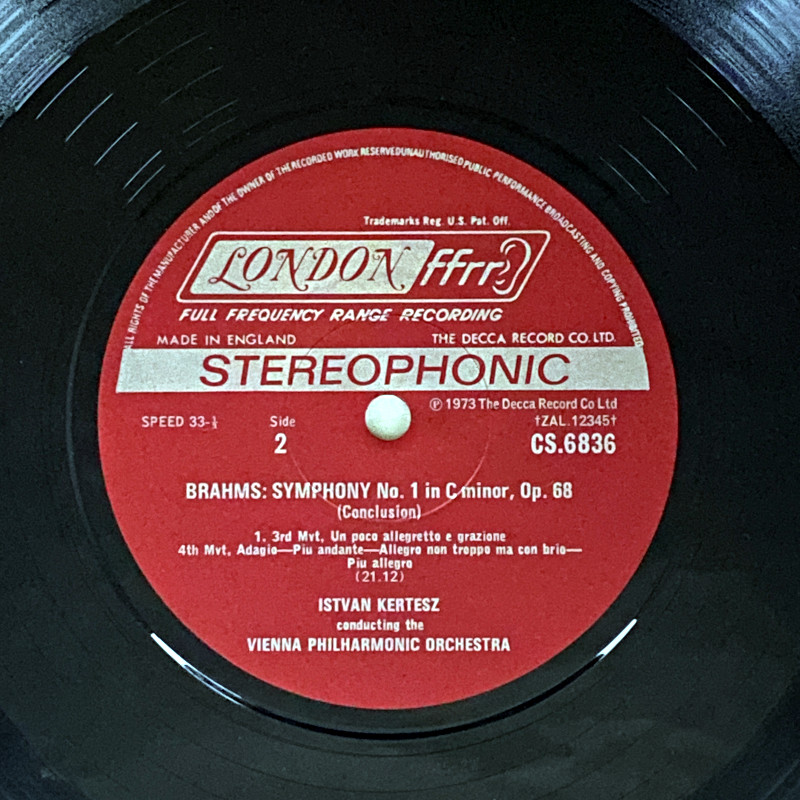 ALL RIGHTS OF THE MANUFACTURER AND OF THE OWNER OF THE RECORDED WORK RESERVED UNAUTHORISED PUBLIC PERFORMANCE BROADCASTING AND COPYING PROHIBITED
Trademarks Reg. U.S. Pat. Off.
LONDON ffrr
FULL FREQUENCY RANGE RECORDING
MADE IN ENGLAND THE DECCA RECORD CO. LTD.
STEREOPHONIC
℗ 1973 The Decca Record Co Ltd
SPEED 33-⅓ Side †ZAL.12345†
2 CS.6836
BRAHMS: SYMPHONY No. 1 in C minor, Op. 68
(Conclusion)
1. 3rd Mvt, Un poco allegretto e grazione
4th Mvt, Adagio—Piu andante—Allegro non troppo ma con brio—
Piu allegro
(21.12)
ISTVAN KERTESZ
conducting the
VIENNA PHILHARMONIC ORCHESTRA